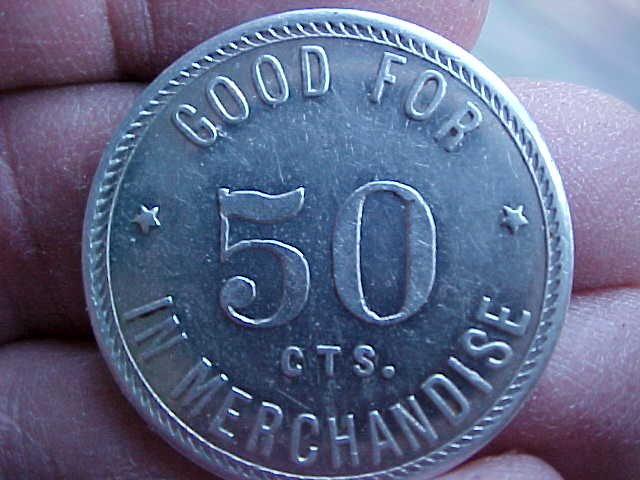 GOOD FOR
50
CTS.
IN MERCHANDISE